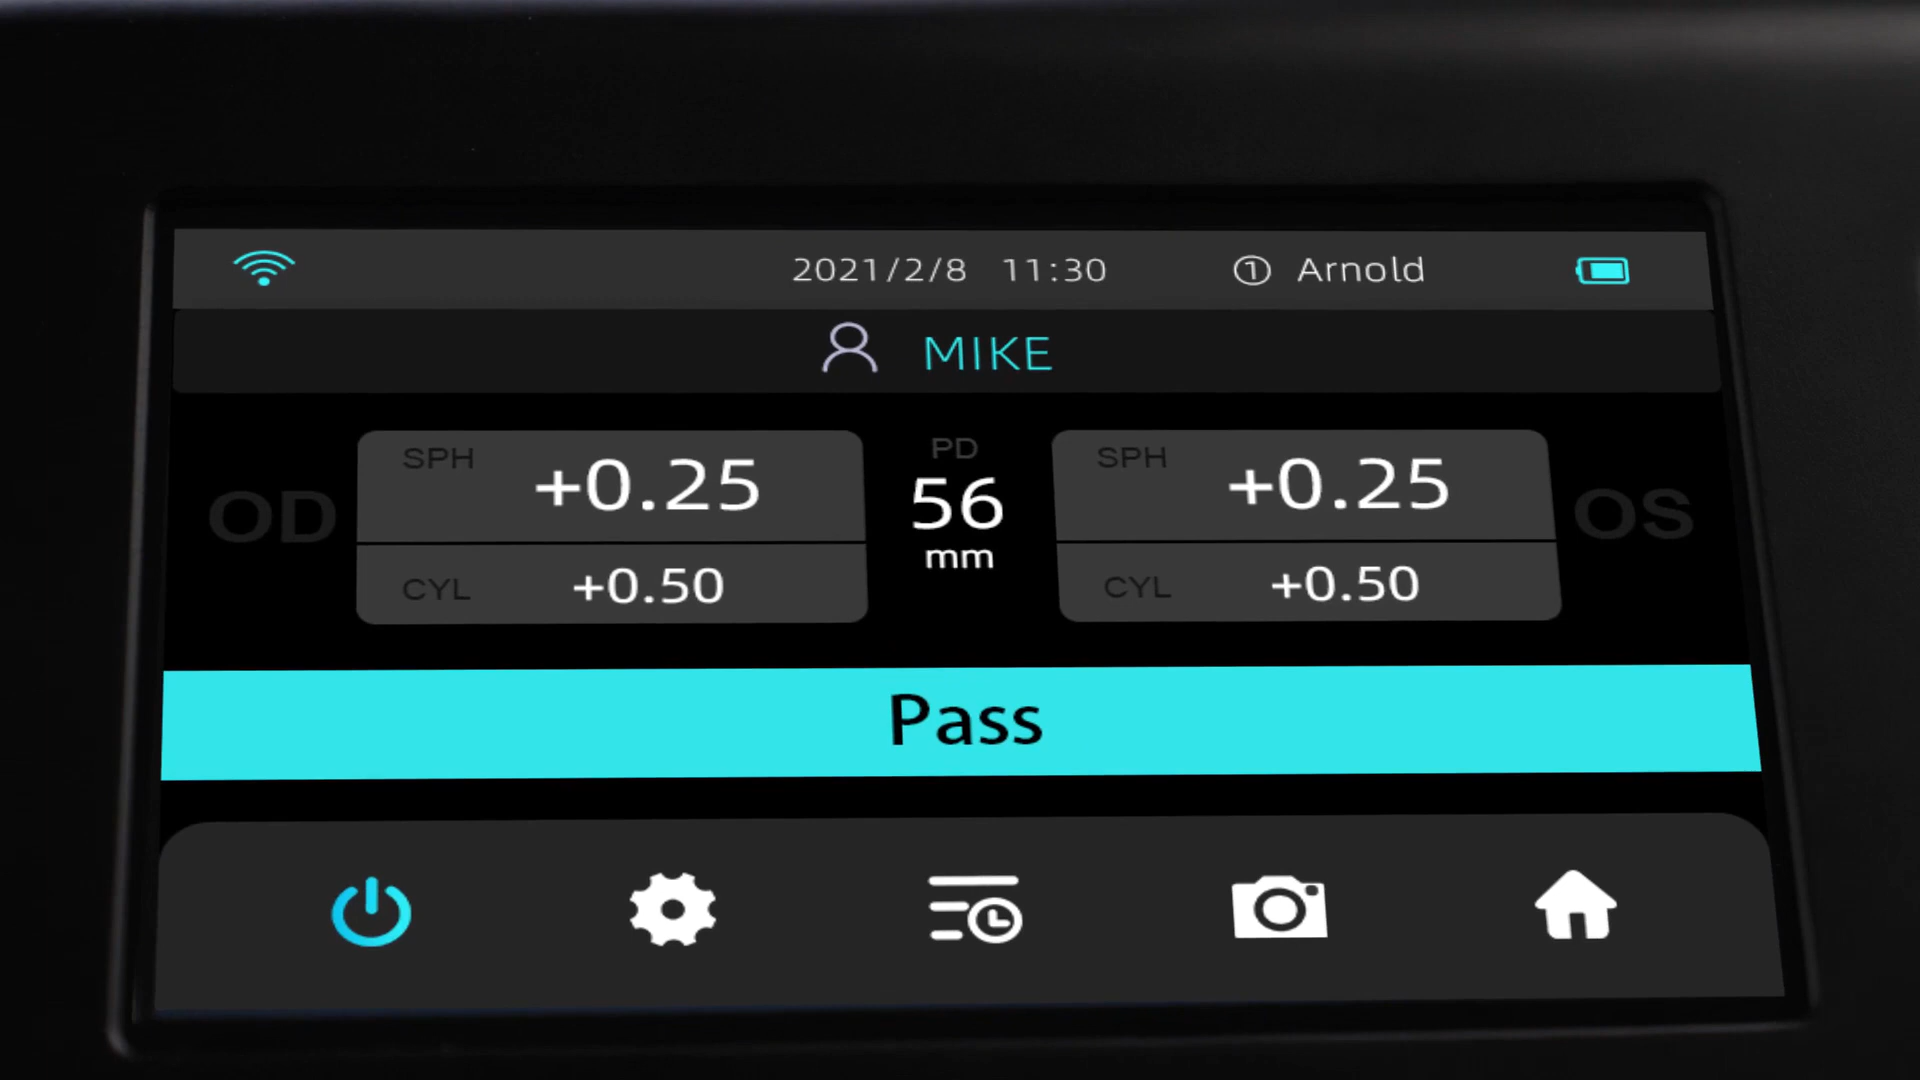 2021/2/8 11:30 ① Arnold
MIKE
OD
SPH +0.25
CYL +0.50
PD
56
mm
SPH +0.25
CYL +0.50
OS
Pass